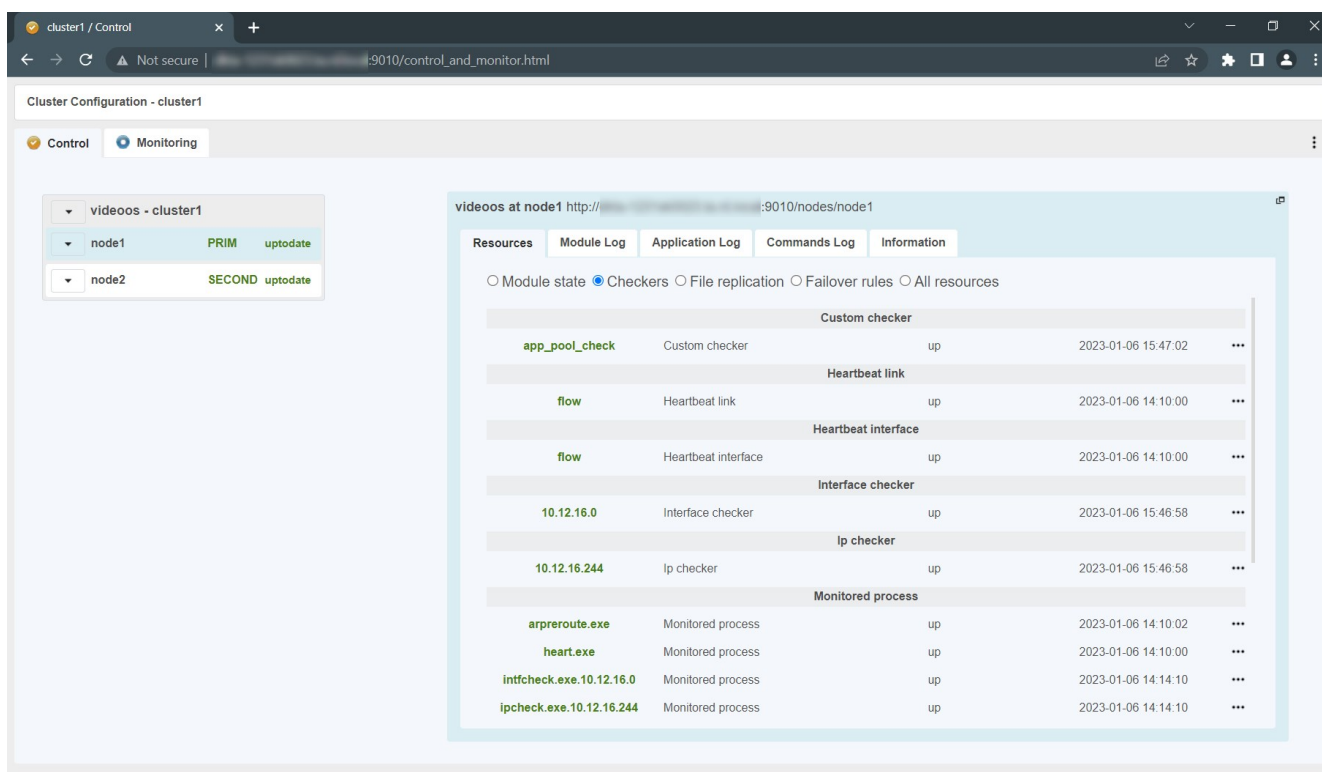 cluster1 / Control
Not secure | :9010/control_and_monitor.html
Cluster Configuration - cluster1
Control Monitoring
videoos - cluster1
node1 PRIM uptodate
node2 SECOND uptodate
videoos at node1 http:// :9010/nodes/node1
Resources Module Log Application Log Commands Log Information
Module state Checkers File replication Failover rules All resources
Custom checker
app_pool_check Custom checker up 2023-01-06 15:47:02
Heartbeat link
flow Heartbeat link up 2023-01-06 14:10:00
Heartbeat interface
flow Heartbeat interface up 2023-01-06 14:10:00
Interface checker
10.12.16.0 Interface checker up 2023-01-06 15:46:58
Ip checker
10.12.16.244 Ip checker up 2023-01-06 15:46:58
Monitored process
arpreroute.exe Monitored process up 2023-01-06 14:10:02
heart.exe Monitored process up 2023-01-06 14:10:00
intfcheck.exe.10.12.16.0 Monitored process up 2023-01-06 14:14:10
ipcheck.exe.10.12.16.244 Monitored process up 2023-01-06 14:14:10